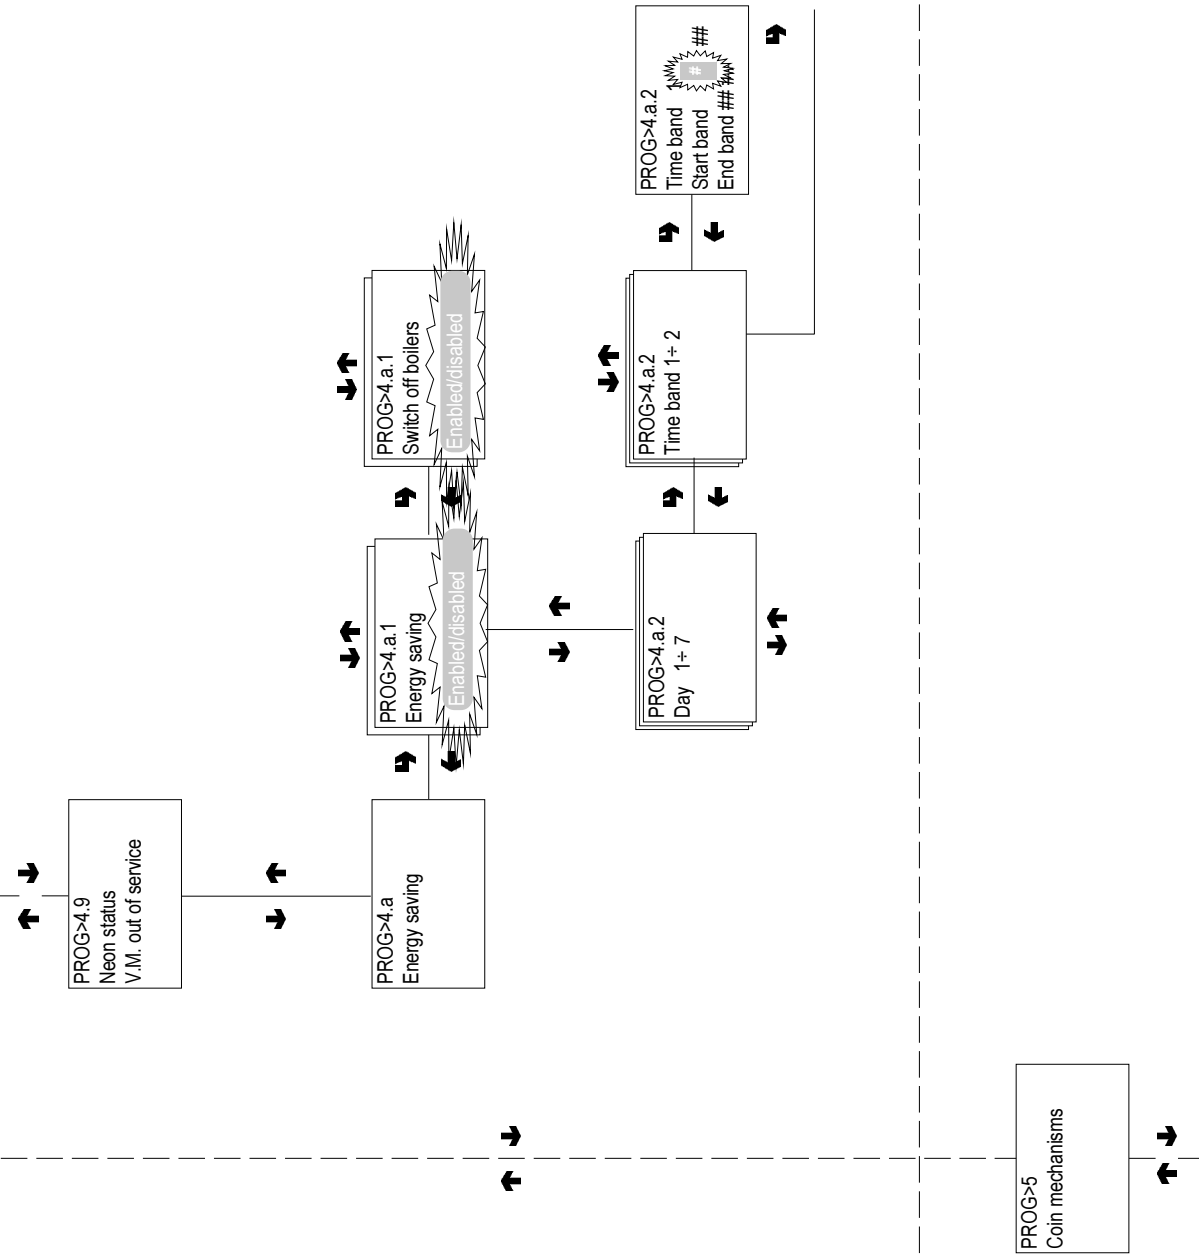 PROG>4.9
Neon status
V.M. out of service
PROG>4.a
Energy saving
PROG>4.a.1
Energy saving
Enabled/disabled
PROG>4.a.1
Switch off boilers
Enabled/disabled
PROG>4.a.2
Day 1÷ 7
PROG>4.a.2
Time band 1÷ 2
PROG>4.a.2
Time band 1
Start band # ##
End band ## #
PROG>5
Coin mechanisms